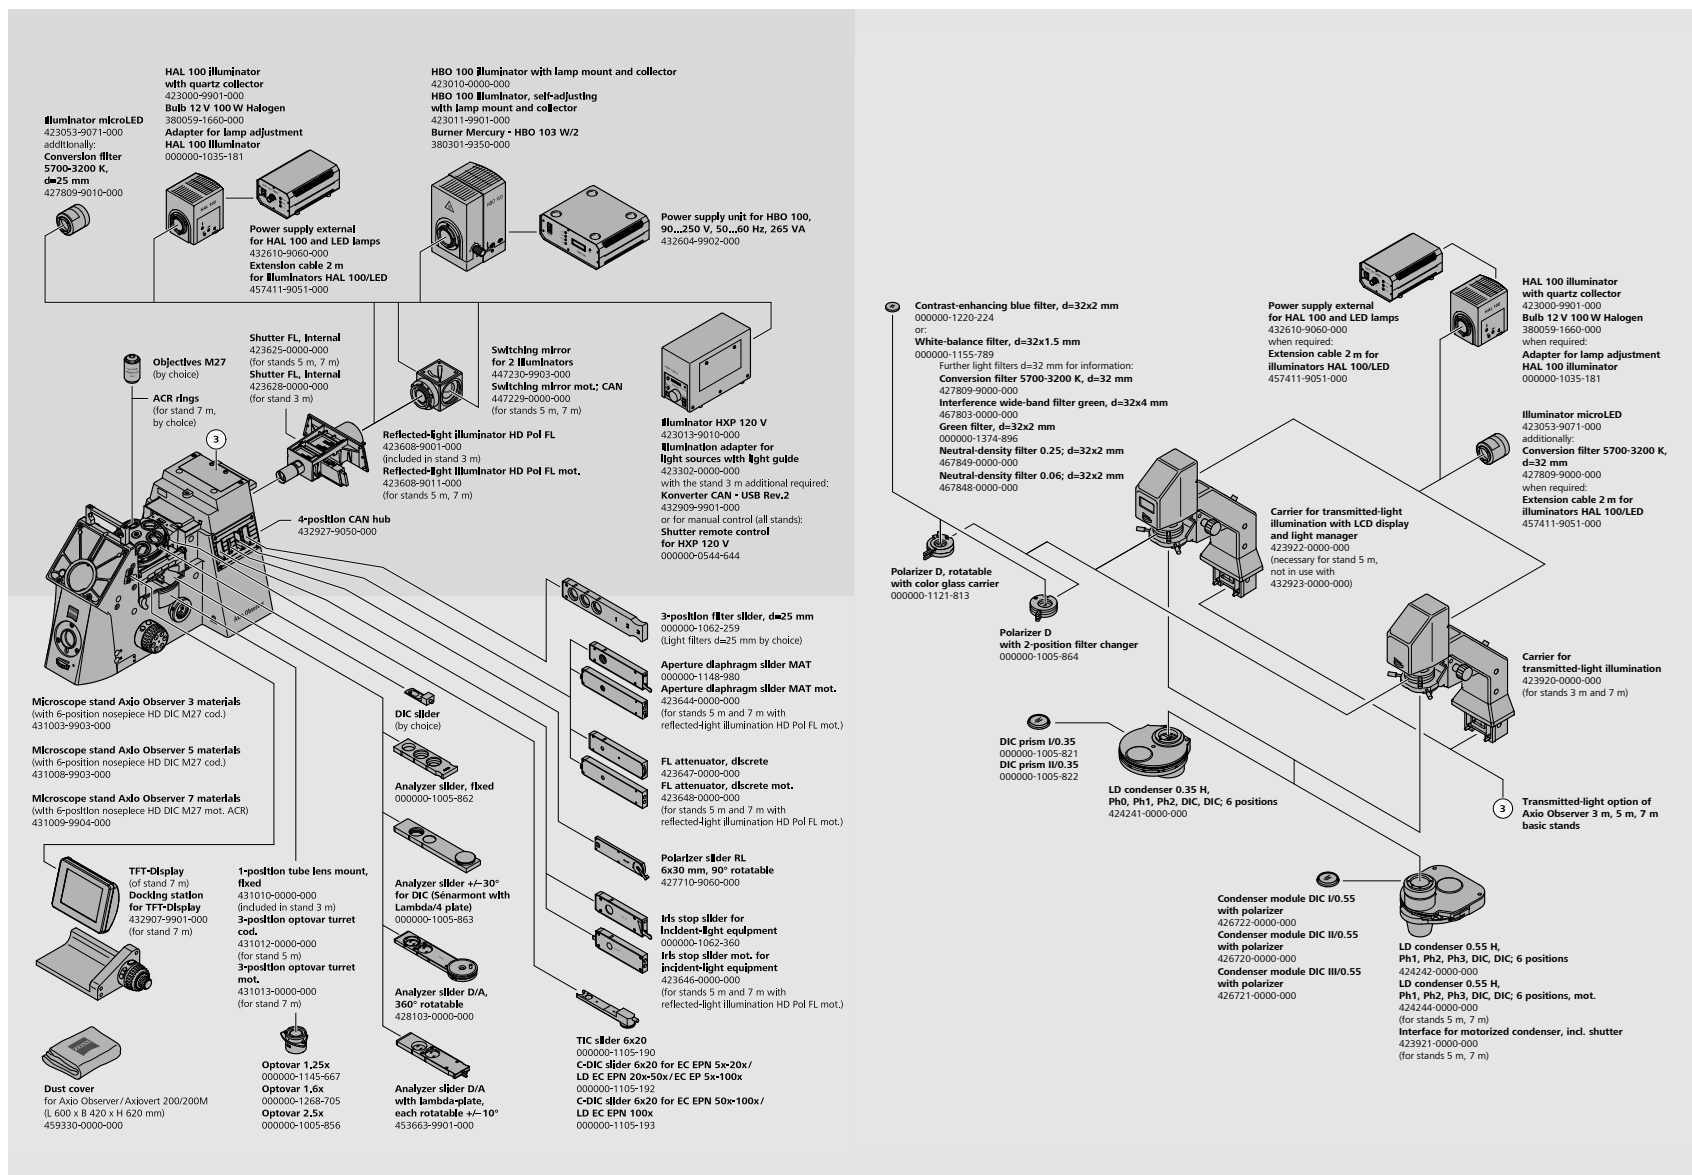 Illuminator microLED
423053-9071-000
additionally:
Conversion filter
5700-3200 K,
d=25 mm
427809-9010-000
HAL 100 illuminator
with quartz collector
423000-9901-000
Bulb 12 V 100 W Halogen
380059-1660-000
Adapter for lamp adjustment
HAL 100 Illuminator
000000-1035-181
HAL 100
Power supply external
for HAL 100 and LED lamps
432610-9060-000
Extension cable 2 m
for Illuminators HAL 100/LED
457411-9051-000
HBO 100 illuminator with lamp mount and collector
423010-0000-000
HBO 100 Illuminator, self-adjusting
with lamp mount and collector
423011-9901-000
Burner Mercury - HBO 103 W/2
380301-9350-000
HBO 100
Power supply unit for HBO 100,
90...250 V, 50...60 Hz, 265 VA
432604-9902-000
Objectives M27
(by choice)
ACR rings
(for stand 7 m,
by choice)
3
Shutter FL, Internal
423625-0000-000
(for stands 5 m, 7 m)
Shutter FL, Internal
423628-0000-000
(for stand 3 m)
Switching mirror
for 2 Illuminators
447230-9903-000
Switching mirror mot.; CAN
447229-0000-000
(for stands 5 m, 7 m)
Reflected-light illuminator HD Pol FL
423608-9001-000
(included in stand 3 m)
Reflected-light Illuminator HD Pol FL mot.
423608-9011-000
(for stands 5 m, 7 m)
Illuminator HXP 120 V
423013-9010-000
Illumination adapter for
light sources with light guide
423302-0000-000
with the stand 3 m additional required:
Konverter CAN - USB Rev.2
432909-9901-000
or for manual control (all stands):
Shutter remote control
for HXP 120 V
000000-0544-644
4-position CAN hub
432927-9050-000
Axio Observer
Microscope stand Axio Observer 3 materials
(with 6-position nosepiece HD DIC M27 cod.)
431003-9903-000
Microscope stand Axio Observer 5 materials
(with 6-position nosepiece HD DIC M27 cod.)
431008-9903-000
Microscope stand Axio Observer 7 materials
(with 6-position nosepiece HD DIC M27 mot. ACR)
431009-9904-000
TFT-Display
(of stand 7 m)
Docking station
for TFT-Display
432907-9901-000
(for stand 7 m)
Dust cover
for Axio Observer/Axiovert 200/200M
(L 600 x B 420 x H 620 mm)
459330-0000-000
1-position tube lens mount,
fixed
431010-0000-000
(included in stand 3 m)
3-position optovar turret
cod.
431012-0000-000
(for stand 5 m)
3-position optovar turret
mot.
431013-0000-000
(for stand 7 m)
Optovar 1.25x
000000-1145-667
Optovar 1.6x
000000-1268-705
Optovar 2.5x
000000-1005-856
DIC slider
(by choice)
Analyzer slider, fixed
000000-1005-862
Analyzer slider +/-30°
for DIC (Sénarmont with
Lambda/4 plate)
000000-1005-863
Analyzer slider D/A,
360° rotatable
428103-0000-000
Analyzer slider D/A
with lambda-plate,
each rotatable +/-10°
453663-9901-000
3-position filter slider, d=25 mm
000000-1062-259
(Light filters d=25 mm by choice)
Aperture diaphragm slider MAT
000000-1148-980
Aperture diaphragm slider MAT mot.
423644-0000-000
(for stands 5 m and 7 m with
reflected-light illumination HD Pol FL mot.)
FL attenuator, discrete
423647-0000-000
FL attenuator, discrete mot.
423648-0000-000
(for stands 5 m and 7 m with
reflected-light illumination HD Pol FL mot.)
Polarizer slider RL
6x30 mm, 90° rotatable
427710-9060-000
Iris stop slider for
incident-light equipment
000000-1062-360
Iris stop slider mot. for
incident-light equipment
423646-0000-000
(for stands 5 m and 7 m with
reflected-light illumination HD Pol FL mot.)
TIC slider 6x20
000000-1105-190
C-DIC slider 6x20 for EC EPN 5x-20x/
LD EC EPN 20x-50x/EC EP 5x-100x
000000-1105-192
C-DIC slider 6x20 for EC EPN 50x-100x/
LD EC EPN 100x
000000-1105-193
Contrast-enhancing blue filter, d=32x2 mm
000000-1220-224
or:
White-balance filter, d=32x1.5 mm
000000-1155-789
Further light filters d=32 mm for information:
Conversion filter 5700-3200 K, d=32 mm
427809-9000-000
Interference wide-band filter green, d=32x4 mm
467803-0000-000
Green filter, d=32x2 mm
000000-1374-896
Neutral-density filter 0.25; d=32x2 mm
467849-0000-000
Neutral-density filter 0.06; d=32x2 mm
467848-0000-000
Polarizer D, rotatable
with color glass carrier
000000-1121-813
Polarizer D
with 2-position filter changer
000000-1005-864
Power supply external
for HAL 100 and LED lamps
432610-9060-000
when required:
Extension cable 2 m for
illuminators HAL 100/LED
457411-9051-000
HAL 100
HAL 100 illuminator
with quartz collector
423000-9901-000
Bulb 12 V 100 W Halogen
380059-1660-000
when required:
Adapter for lamp adjustment
HAL 100 illuminator
000000-1035-181
Illuminator microLED
423053-9071-000
additionally:
Conversion filter 5700-3200 K,
d=32 mm
427809-9000-000
when required:
Extension cable 2 m for
illuminators HAL 100/LED
457411-9051-000
Carrier for transmitted-light
illumination with LCD display
and light manager
423922-0000-000
(necessary for stand 5 m,
not in use with
432923-0000-000)
Carrier for
transmitted-light illumination
423920-0000-000
(for stands 3 m and 7 m)
DIC prism I/0.35
000000-1005-821
DIC prism II/0.35
000000-1005-822
LD condenser 0.35 H,
Ph0, Ph1, Ph2, DIC, DIC; 6 positions
424241-0000-000
3
Transmitted-light option of
Axio Observer 3 m, 5 m, 7 m
basic stands
Condenser module DIC I/0.55
with polarizer
426722-0000-000
Condenser module DIC II/0.55
with polarizer
426720-0000-000
Condenser module DIC III/0.55
with polarizer
426721-0000-000
LD condenser 0.55 H,
Ph1, Ph2, Ph3, DIC, DIC; 6 positions
424242-0000-000
LD condenser 0.55 H,
Ph1, Ph2, Ph3, DIC, DIC; 6 positions, mot.
424244-0000-000
(for stands 5 m, 7 m)
Interface for motorized condenser, incl. shutter
423921-0000-000
(for stands 5 m, 7 m)